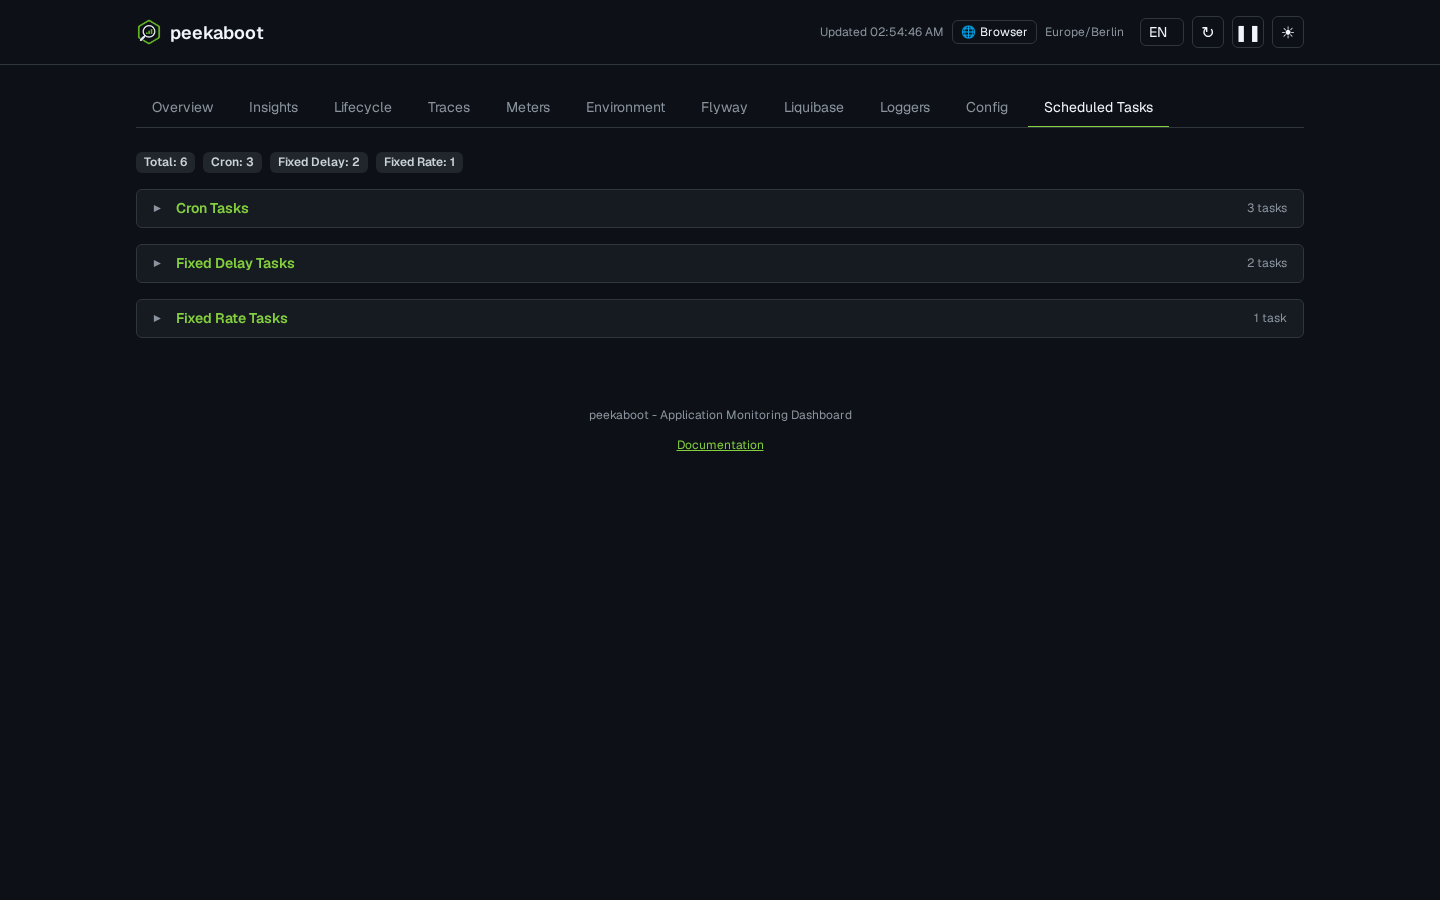 peekaboot
Updated 02:54:46 AM
Browser
Europe/Berlin
EN
Overview Insights Lifecycle Traces Meters Environment Flyway Liquibase Loggers Config Scheduled Tasks
Total: 6 Cron: 3 Fixed Delay: 2 Fixed Rate: 1
Cron Tasks 3 tasks
Fixed Delay Tasks 2 tasks
Fixed Rate Tasks 1 task
peekaboot - Application Monitoring Dashboard
Documentation